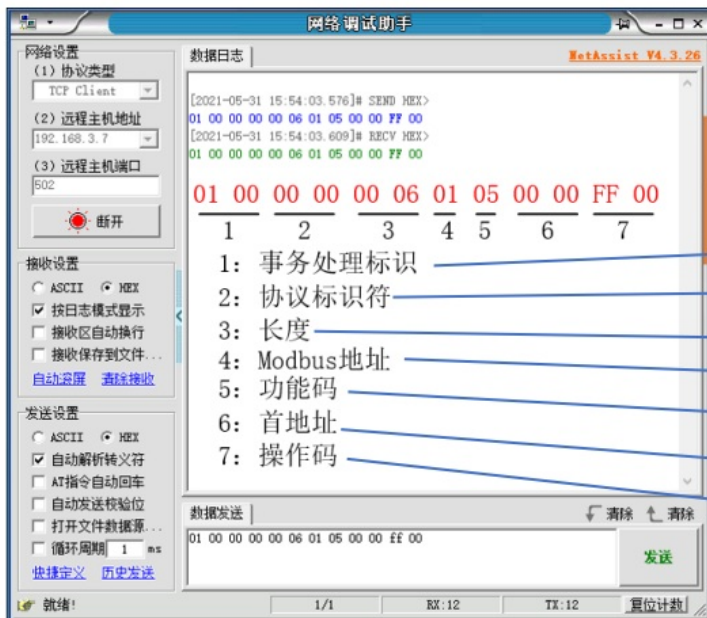 网络调试助手
网络设置
(1) 协议类型
TCP Client
(2) 远程主机地址
192.168.3.7
(3) 远程主机端口
502
断开
接收设置
ASCII HEX
按日志模式显示
接收区自动换行
接收保存到文件...
自动滚屏 清除接收
发送设置
ASCII HEX
自动解析转义符
AT指令自动回车
自动发送校验位
打开文件数据源...
循环周期 1 ms
快捷定义 历史发送
数据日志
NetAssist V4.3.26
[2021-05-31 15:54:03.576]# SEND HEX>
01 00 00 00 00 06 01 05 00 00 FF 00
[2021-05-31 15:54:03.609]# RECV HEX>
01 00 00 00 00 06 01 05 00 00 FF 00
01 00 00 00 00 06 01 05 00 00 FF 00
1 2 3 4 5 6 7
1：事务处理标识
2：协议标识符
3：长度
4：Modbus地址
5：功能码
6：首地址
7：操作码
数据发送 清除 清除
01 00 00 00 00 06 01 05 00 00 ff 00
发送
就绪! 1/1 RX:12 TX:12 复位计数